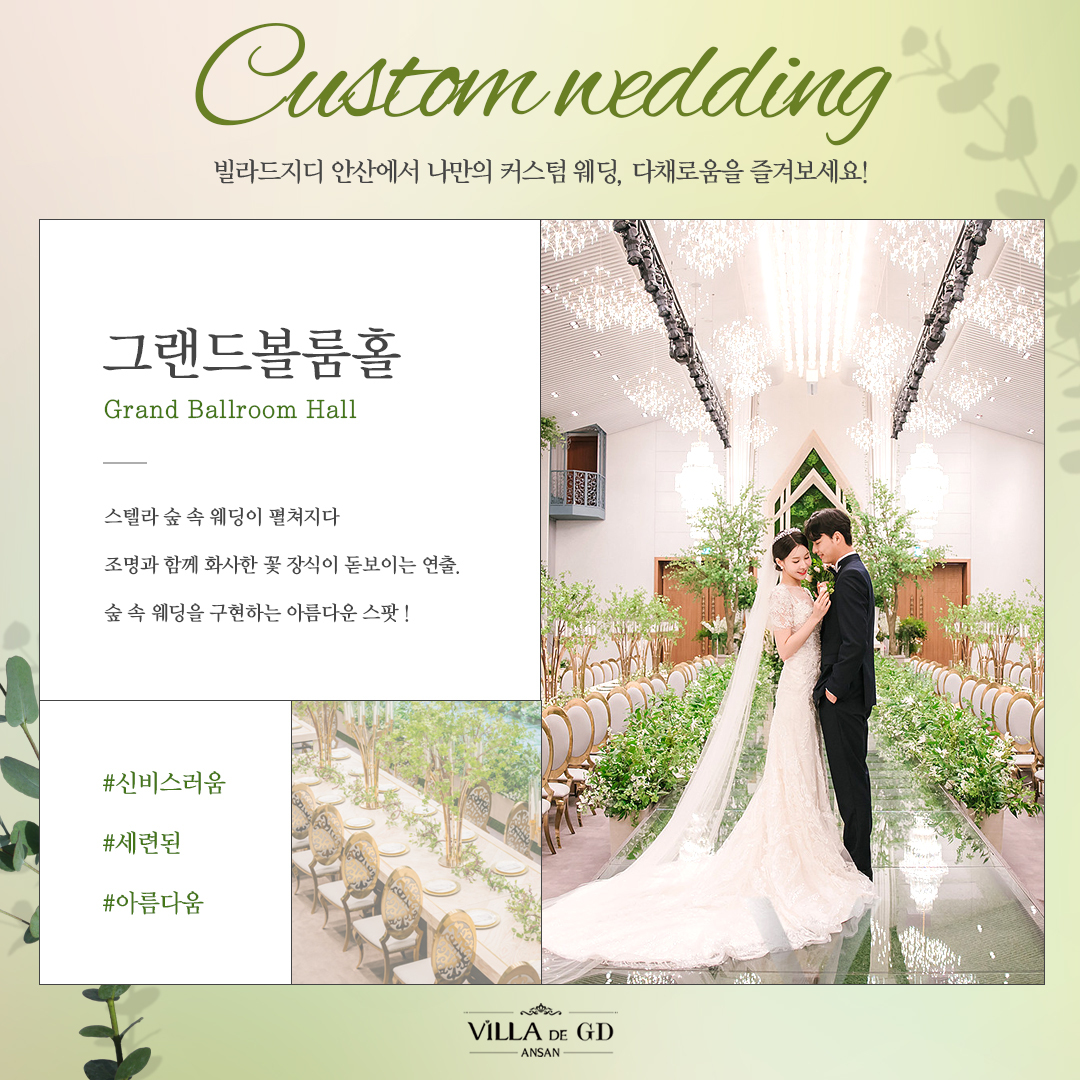 Custom wedding
빌라드지디 안산에서 나만의 커스텀 웨딩, 다채로움을 즐겨보세요!
그랜드볼룸홀
Grand Ballroom Hall
스텔라 숲 속 웨딩이 펼쳐지다
조명과 함께 화사한 꽃 장식이 돋보이는 연출.
숲 속 웨딩을 구현하는 아름다운 스팟 !
#신비스러움
#세련된
#아름다움
VILLA DE GD
ANSAN